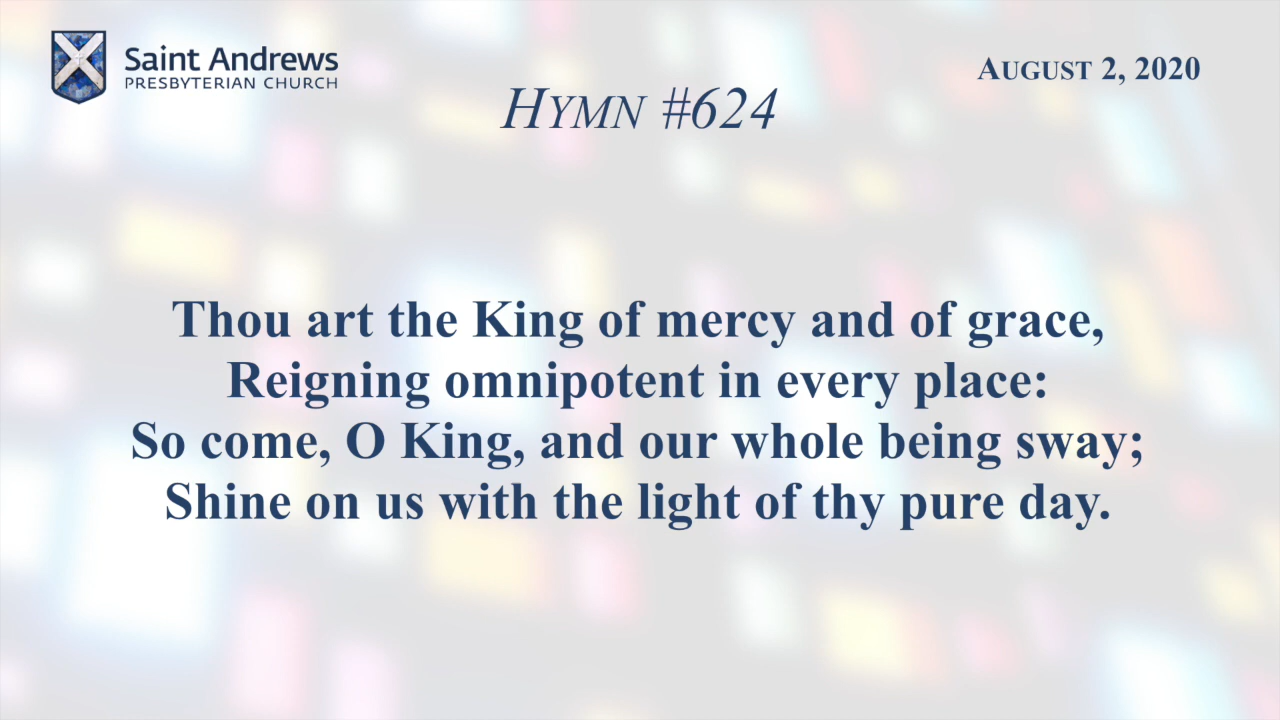 Saint Andrews
PRESBYTERIAN CHURCH
AUGUST 2, 2020
HYMN #624
Thou art the King of mercy and of grace,
Reigning omnipotent in every place:
So come, O King, and our whole being sway;
Shine on us with the light of thy pure day.